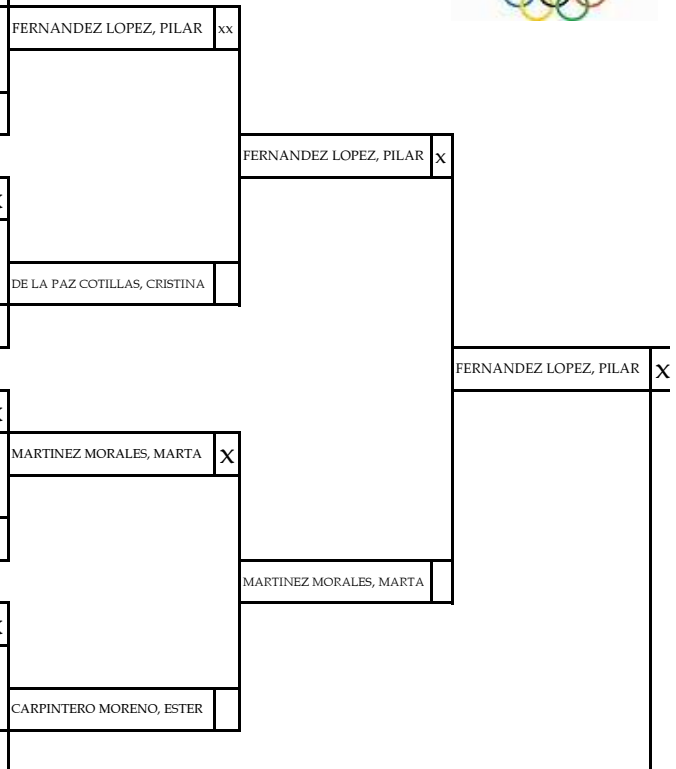 FERNANDEZ LOPEZ, PILAR xx
FERNANDEZ LOPEZ, PILAR x
DE LA PAZ COTILLAS, CRISTINA
FERNANDEZ LOPEZ, PILAR x
MARTINEZ MORALES, MARTA x
MARTINEZ MORALES, MARTA
CARPINTERO MORENO, ESTER